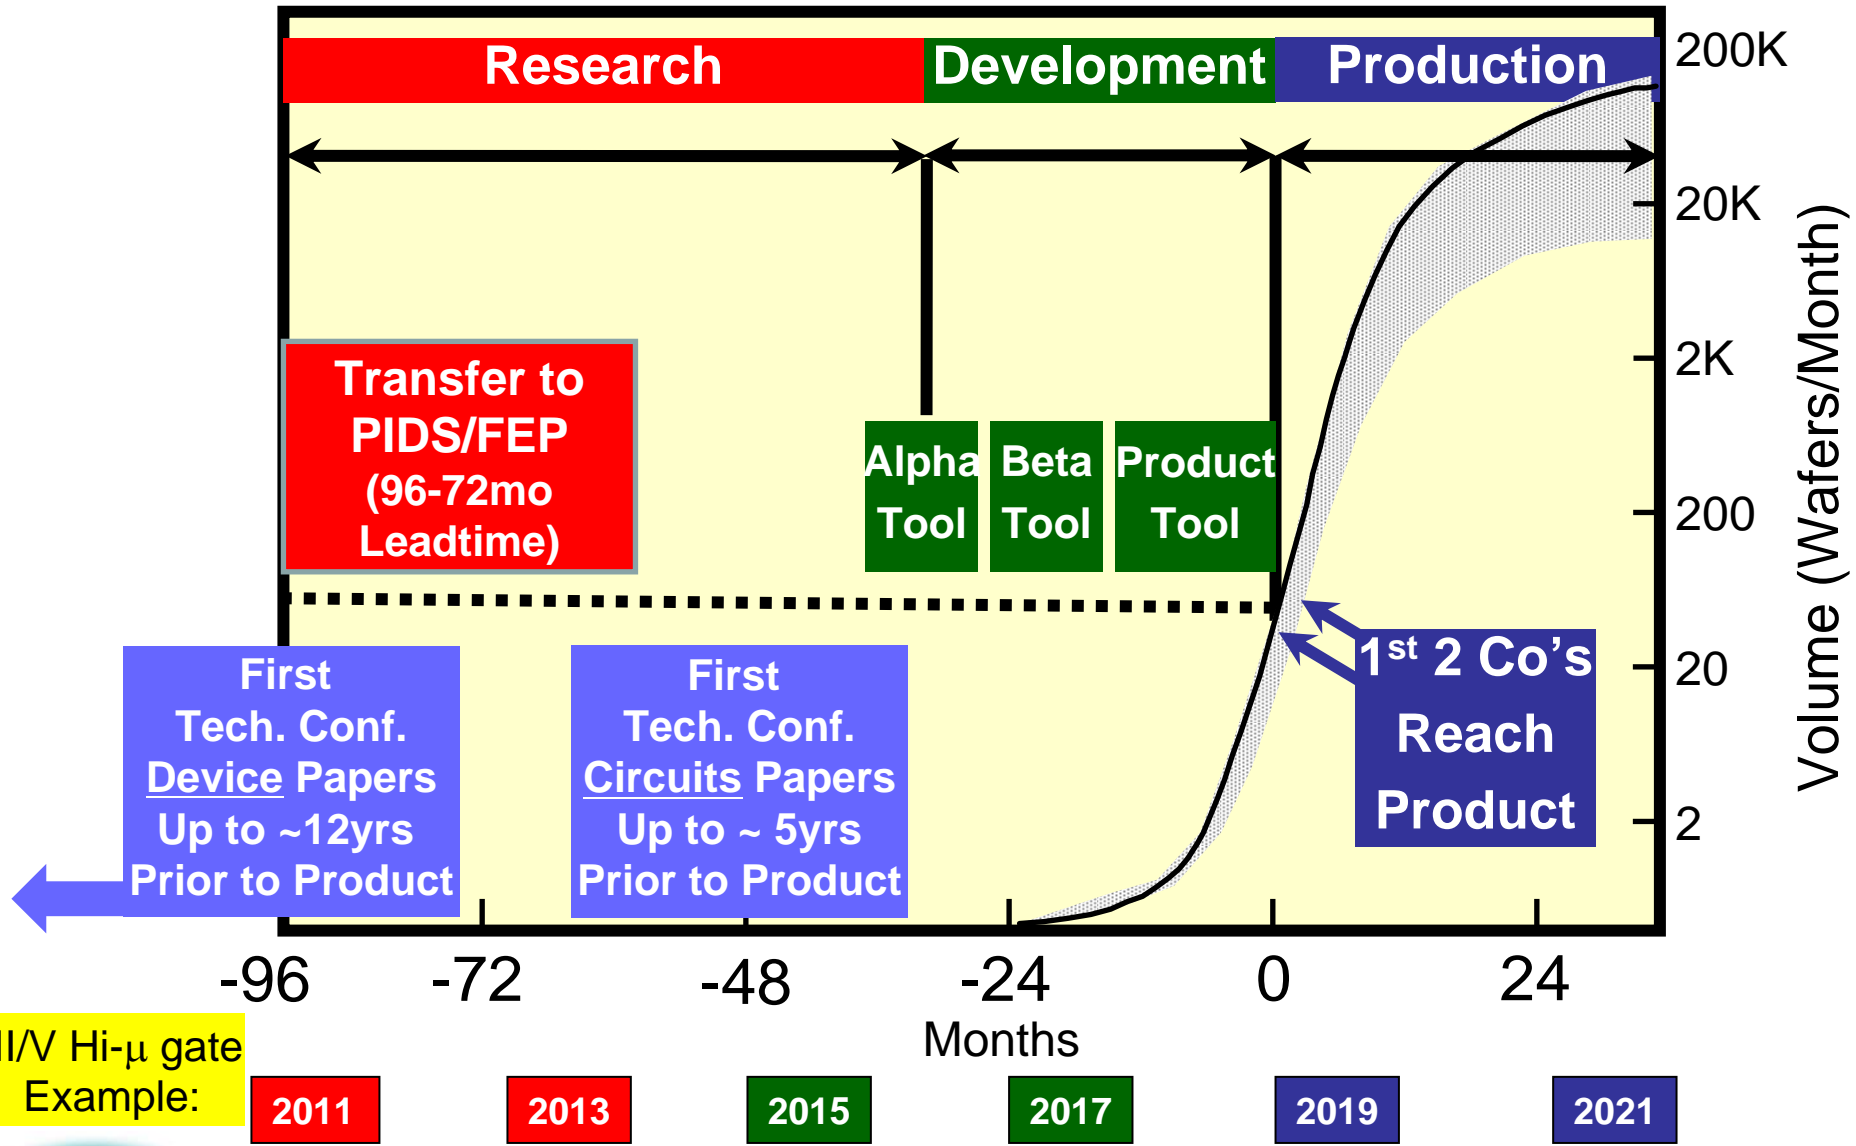 Research
Development
Production
200K
20K
2K
200
20
2
Volume (Wafers/Month)
Transfer to
PIDS/FEP
(96-72mo
Leadtime)
Alpha
Tool
Beta
Tool
Product
Tool
First
Tech. Conf.
Device Papers
Up to ~12yrs
Prior to Product
First
Tech. Conf.
Circuits Papers
Up to ~ 5yrs
Prior to Product
1st 2 Co's
Reach
Product
-96
-72
-48
-24
0
24
Months
II/V Hi-μ gate
Example:
2011
2013
2015
2017
2019
2021